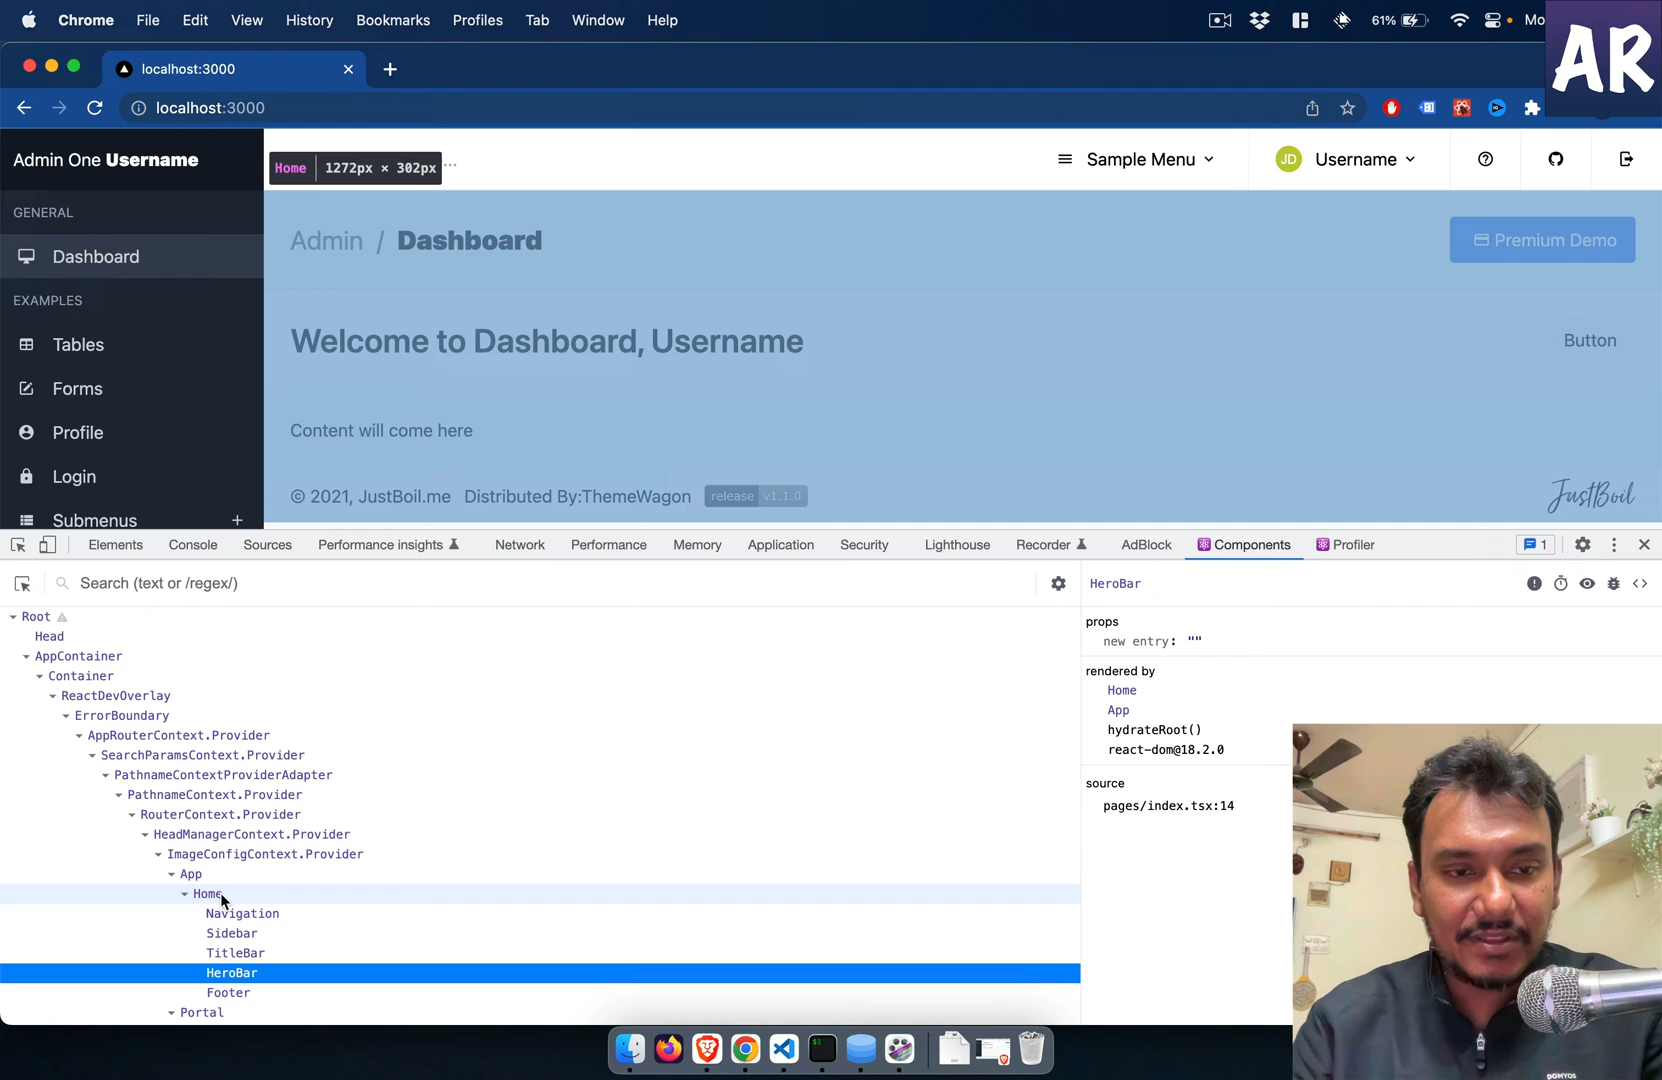 Chrome File Edit View History Bookmarks Profiles Tab Window Help 61% Mo
AR
localhost:3000
localhost:3000
Admin One Username
Home 1272px × 302px ...
Sample Menu
JD Username
GENERAL
Dashboard
EXAMPLES
Tables
Forms
Profile
Login
Submenus +
Admin / Dashboard
Premium Demo
Welcome to Dashboard, Username
Button
Content will come here
© 2021, JustBoil.me Distributed By:ThemeWagon release v1.1.0
JustBoil
Elements Console Sources Performance insights Network Performance Memory Application Security Lighthouse Recorder AdBlock Components Profiler 1
Search (text or /regex/)
Root
Head
AppContainer
Container
ReactDevOverlay
ErrorBoundary
AppRouterContext.Provider
SearchParamsContext.Provider
PathnameContextProviderAdapter
PathnameContext.Provider
RouterContext.Provider
HeadManagerContext.Provider
ImageConfigContext.Provider
App
Home
Navigation
Sidebar
TitleBar
HeroBar
Footer
Portal
HeroBar
props
new entry: ""
rendered by
Home
App
hydrateRoot()
react-dom@18.2.0
source
pages/index.tsx:14
DOMYOS